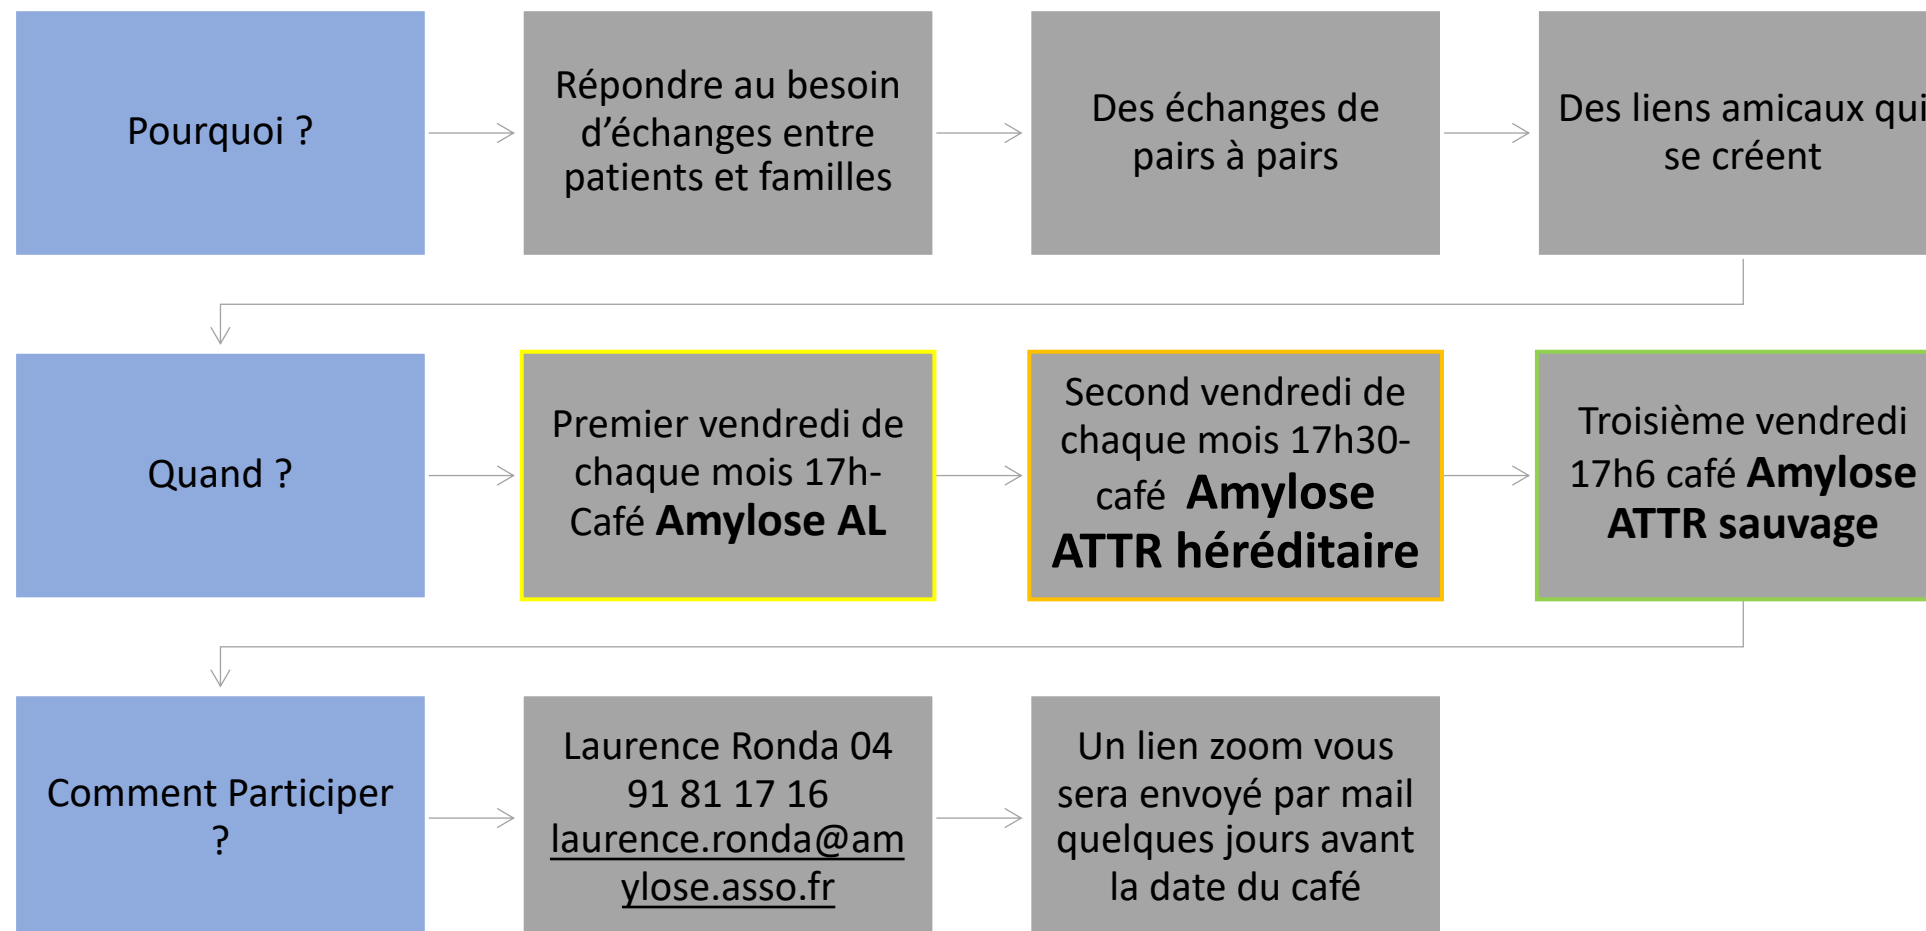 Pourquoi ?
Répondre au besoin
d’échanges entre
patients et familles
Des échanges de
pairs à pairs
Des liens amicaux qui
se créent
Quand ?
Premier vendredi de
chaque mois 17h-
Café Amylose AL
Second vendredi de
chaque mois 17h30-
café Amylose
ATTR héréditaire
Troisième vendredi
17h6 café Amylose
ATTR sauvage
Comment Participer
?
Laurence Ronda 04
91 81 17 16
laurence.ronda@am
ylose.asso.fr
Un lien zoom vous
sera envoyé par mail
quelques jours avant
la date du café